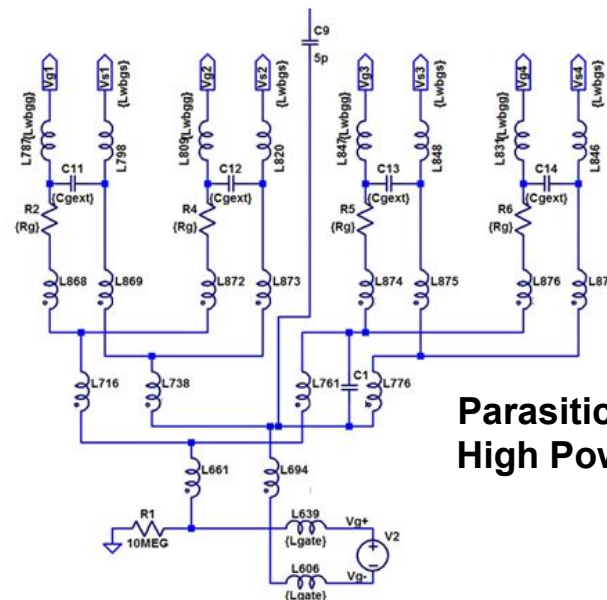 C9
5p
Vg1
Vs1
Vg2
Vs2
Vg3
Vs3
Vg4
Vs4
{Lwbgg}
{Lwbgs}
{Lwbgg}
{Lwbgs}
{Lwbgg}
{Lwbgs}
{Lwbgg}
{Lwbgs}
L787
L798
L809
L820
L847
L848
L831
L846
C11
C12
C13
C14
{Cgext}
{Cgext}
{Cgext}
{Cgext}
R2
R4
R5
R6
{Rg}
{Rg}
{Rg}
{Rg}
L868
L869
L872
L873
L874
L875
L876
L716
L738
L761
C1
L776
Parasitic
High Pow
L661
L694
R1
10MEG
L639
{Lgate}
Vg+
V2
L606
{Lgate}
Vg-